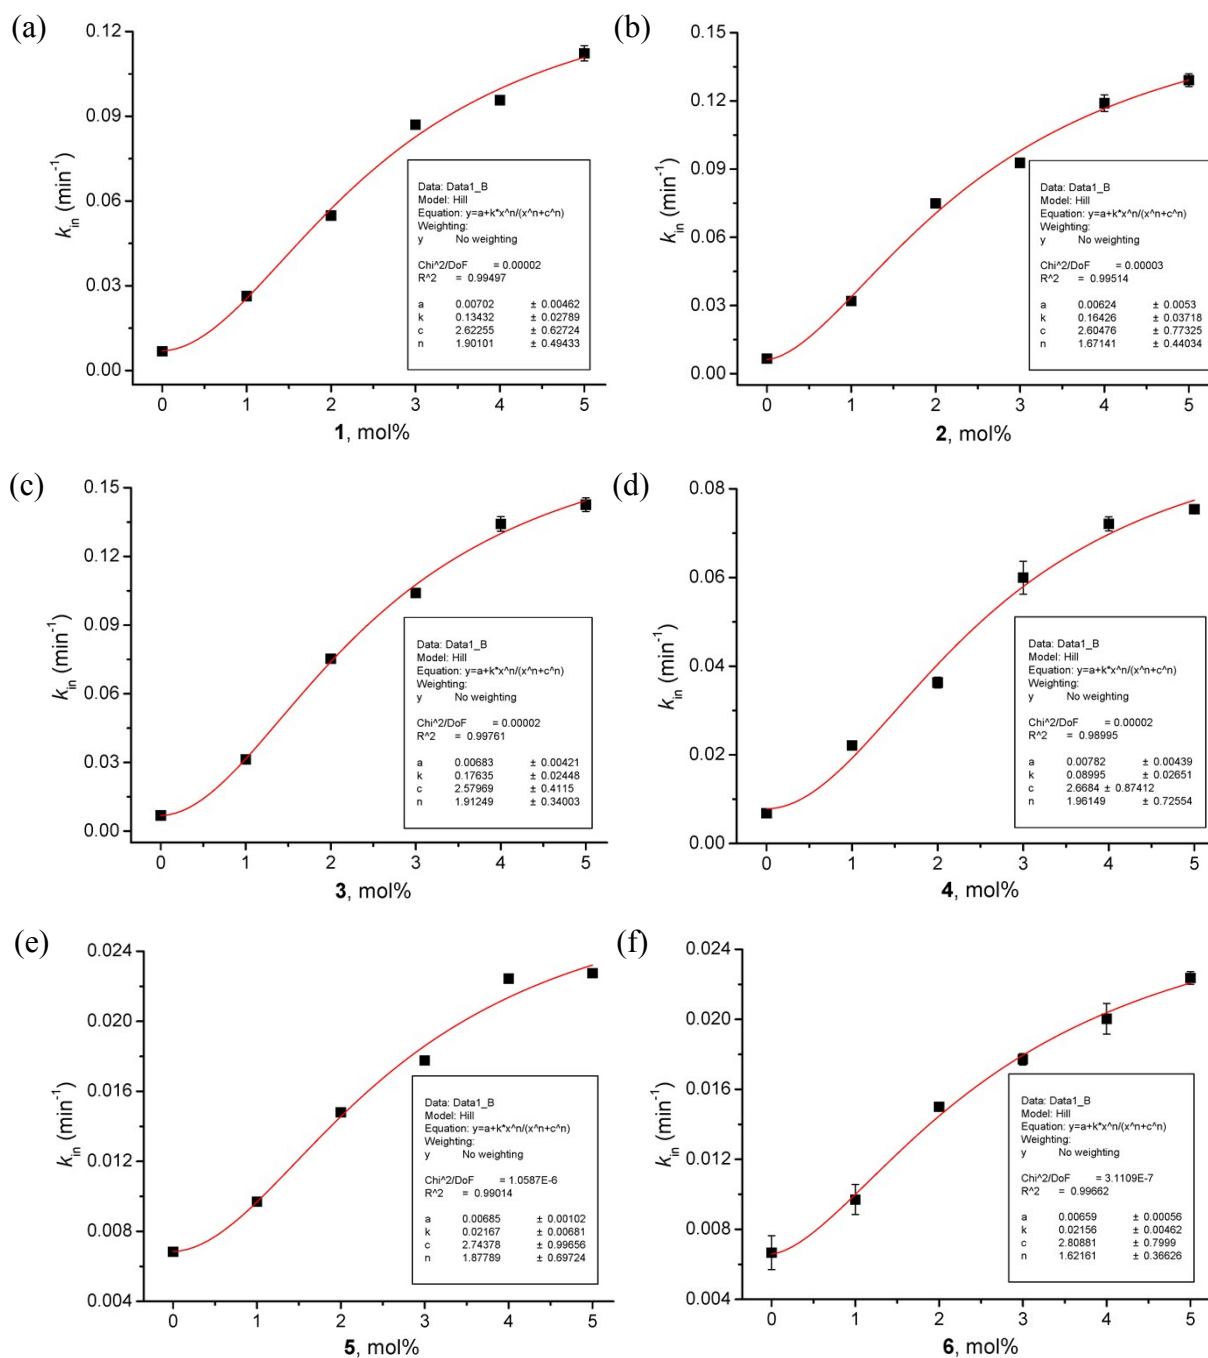 (a)
0.12
0.09
0.06
0.03
0.00
k_in (min⁻¹)
Data: Data1_B
Model: Hill
Equation: y=a+k*x^n/(x^n+c^n)
Weighting:
y No weighting
Chi^2/DoF = 0.00002
R^2 = 0.99497
a 0.00702 ± 0.00462
k 0.13432 ± 0.02789
c 2.62255 ± 0.62724
n 1.90101 ± 0.49433
0 1 2 3 4 5
1, mol%
(b)
0.15
0.12
0.09
0.06
0.03
0.00
k_in (min⁻¹)
Data: Data1_B
Model: Hill
Equation: y=a+k*x^n/(x^n+c^n)
Weighting:
y No weighting
Chi^2/DoF = 0.00003
R^2 = 0.99514
a 0.00624 ± 0.0053
k 0.16426 ± 0.03718
c 2.60476 ± 0.77325
n 1.67141 ± 0.44034
0 1 2 3 4 5
2, mol%
(c)
0.15
0.12
0.09
0.06
0.03
0.00
k_in (min⁻¹)
Data: Data1_B
Model: Hill
Equation: y=a+k*x^n/(x^n+c^n)
Weighting:
y No weighting
Chi^2/DoF = 0.00002
R^2 = 0.99761
a 0.00683 ± 0.00421
k 0.17635 ± 0.02448
c 2.57969 ± 0.4115
n 1.91249 ± 0.34003
0 1 2 3 4 5
3, mol%
(d)
0.08
0.06
0.04
0.02
0.00
k_in (min⁻¹)
Data: Data1_B
Model: Hill
Equation: y=a+k*x^n/(x^n+c^n)
Weighting:
y No weighting
Chi^2/DoF = 0.00002
R^2 = 0.98995
a 0.00782 ± 0.00439
k 0.08995 ± 0.02651
c 2.6684 ± 0.87412
n 1.96149 ± 0.72554
0 1 2 3 4 5
4, mol%
(e)
0.024
0.020
0.016
0.012
0.008
0.004
k_in (min⁻¹)
Data: Data1_B
Model: Hill
Equation: y=a+k*x^n/(x^n+c^n)
Weighting:
y No weighting
Chi^2/DoF = 1.0587E-6
R^2 = 0.99014
a 0.00685 ± 0.00102
k 0.02167 ± 0.00681
c 2.74378 ± 0.99656
n 1.87789 ± 0.69724
0 1 2 3 4 5
5, mol%
(f)
0.024
0.020
0.016
0.012
0.008
0.004
k_in (min⁻¹)
Data: Data1_B
Model: Hill
Equation: y=a+k*x^n/(x^n+c^n)
Weighting:
y No weighting
Chi^2/DoF = 3.1109E-7
R^2 = 0.99662
a 0.00659 ± 0.00056
k 0.02156 ± 0.00462
c 2.80881 ± 0.7999
n 1.62161 ± 0.36626
0 1 2 3 4 5
6, mol%